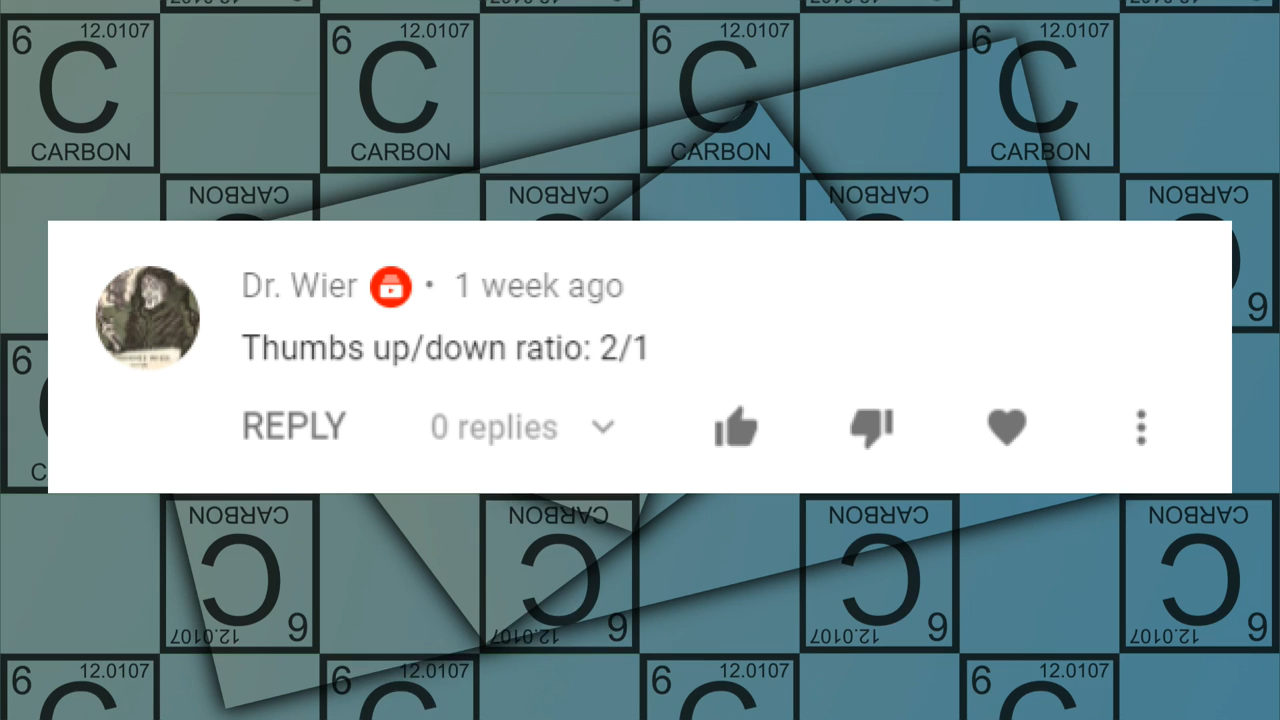 6 12.0107 6 12.0107 6 12.0107 6 12.0107
C C C C
CARBON CARBON CARBON CARBON
CARBON CARBON CARBON CARBON
9
Dr. Wier • 1 week ago
Thumbs up/down ratio: 2/1
REPLY 0 replies
6
C
CARBON CARBON CARBON CARBON
C C C C
12.0107 6 12.0107 6 12.0107 6 12.0107 6
6 12.0107 6 12.0107 6 12.0107 6 12.0107
C C C C